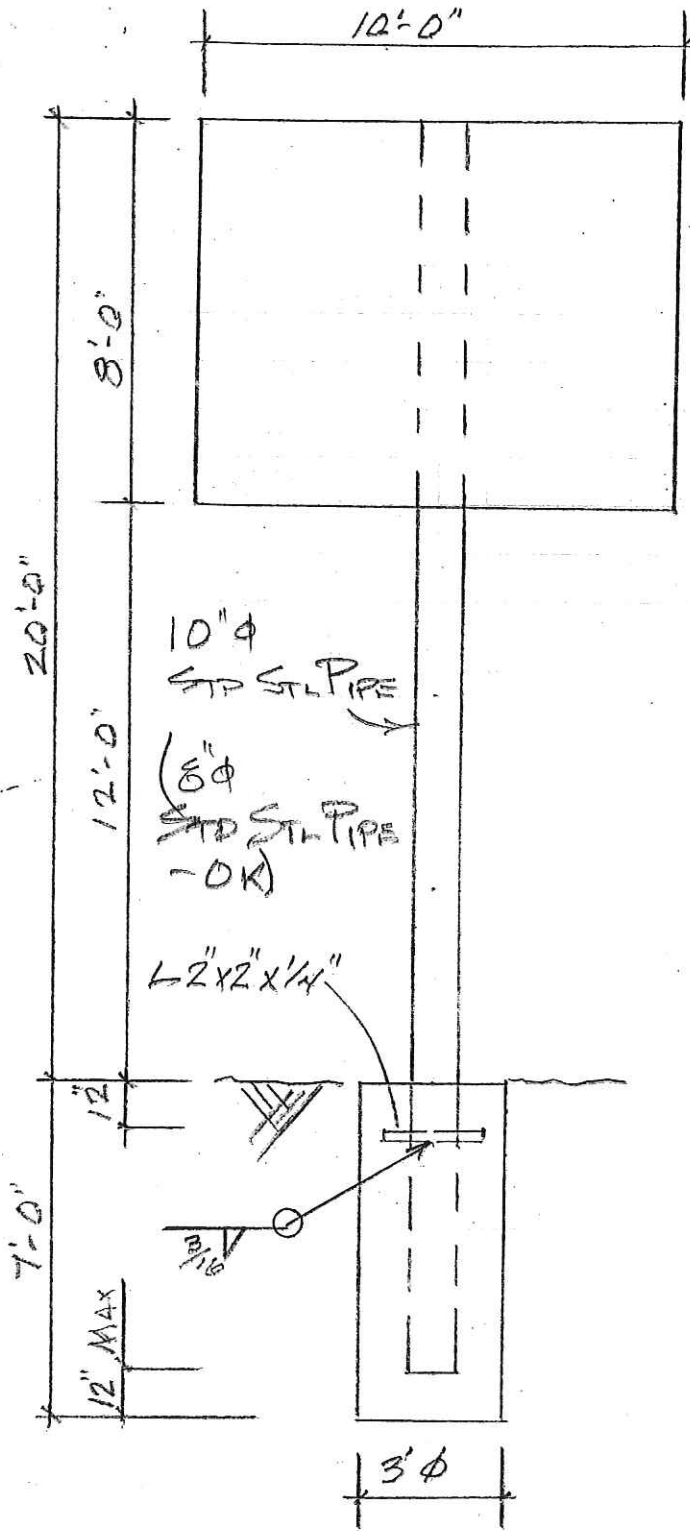 10'-0"
8'-0"
20'-0"
12'-0"
10"φ
STD STL PIPE
(8"φ
STD STL PIPE
-OK)
L2"x2"x1/4"
12"
3/16
7'-0"
12" MAX
3'φ